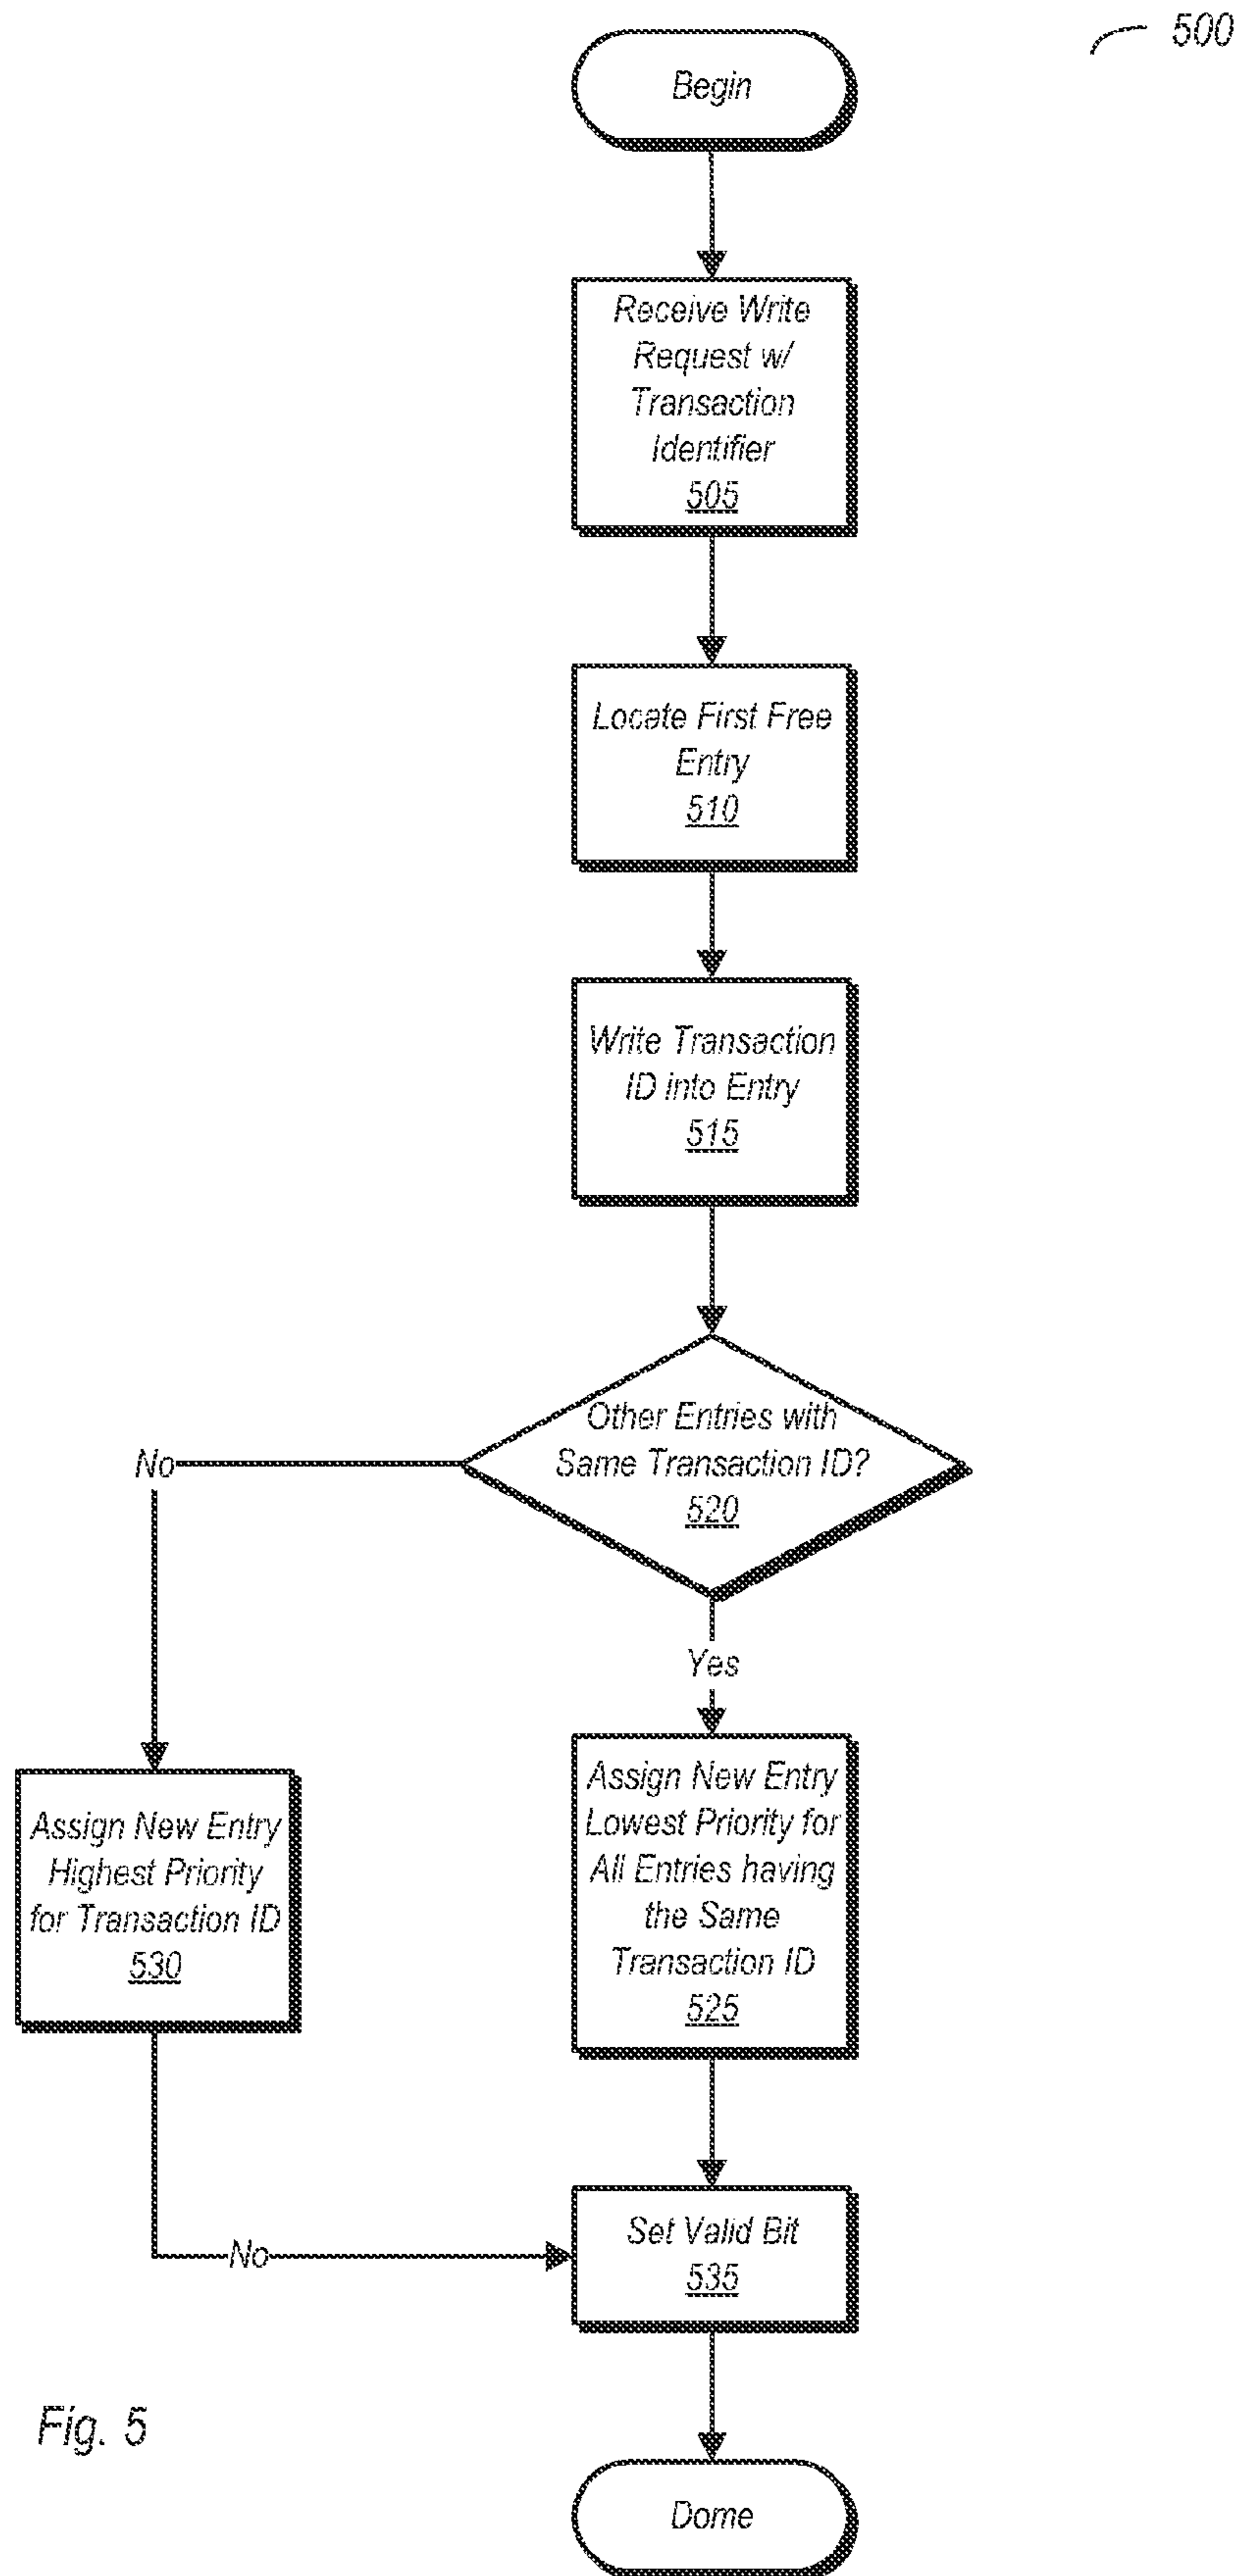 500
Begin
Receive Write
Request w/
Transaction
Identifier
505
Locate First Free
Entry
510
Write Transaction
ID into Entry
515
Other Entries with
Same Transaction ID?
520
No
Yes
Assign New Entry
Highest Priority
for Transaction ID
530
Assign New Entry
Lowest Priority for
All Entries having
the Same
Transaction ID
525
No
Set Valid Bit
535
Fig. 5
Dome